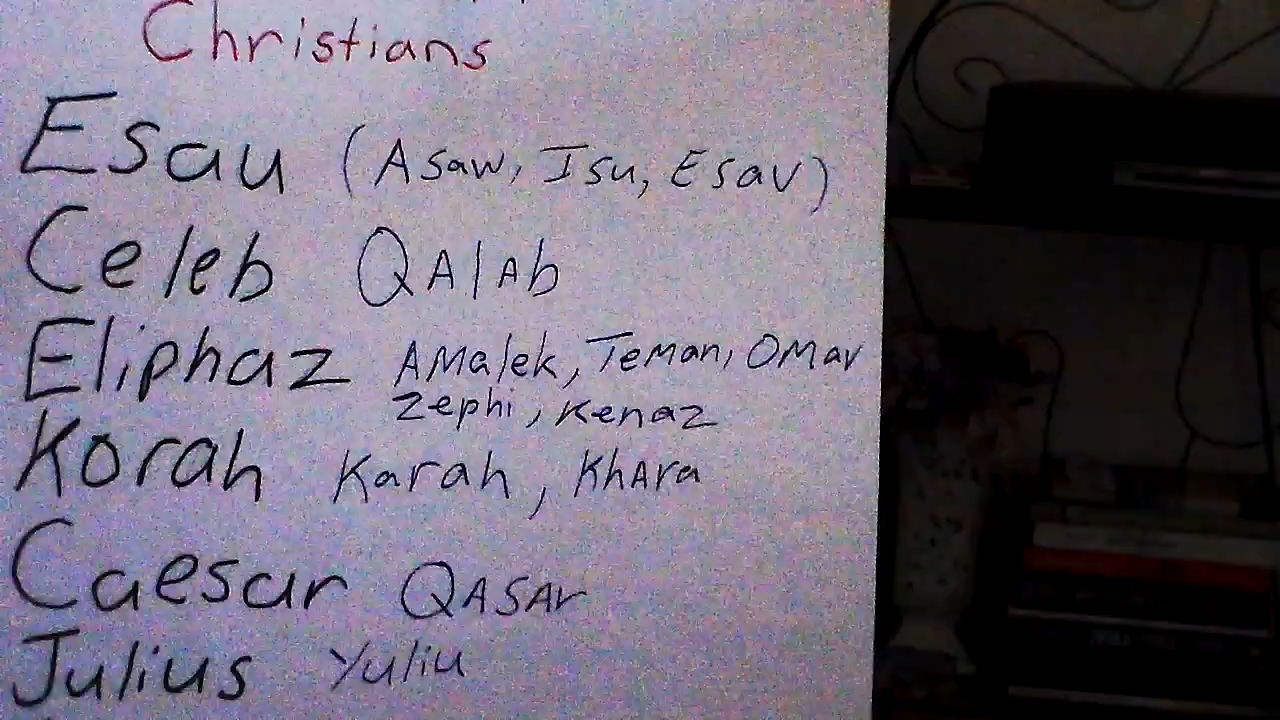 Christians
Esau (Asaw, Isu, Esav)
Celeb QAlAb
Eliphaz AMalek, Teman, OMar
Zephi, Kenaz
Korah Karah, KhAra
Caesar QASAr
Julius Yuliu